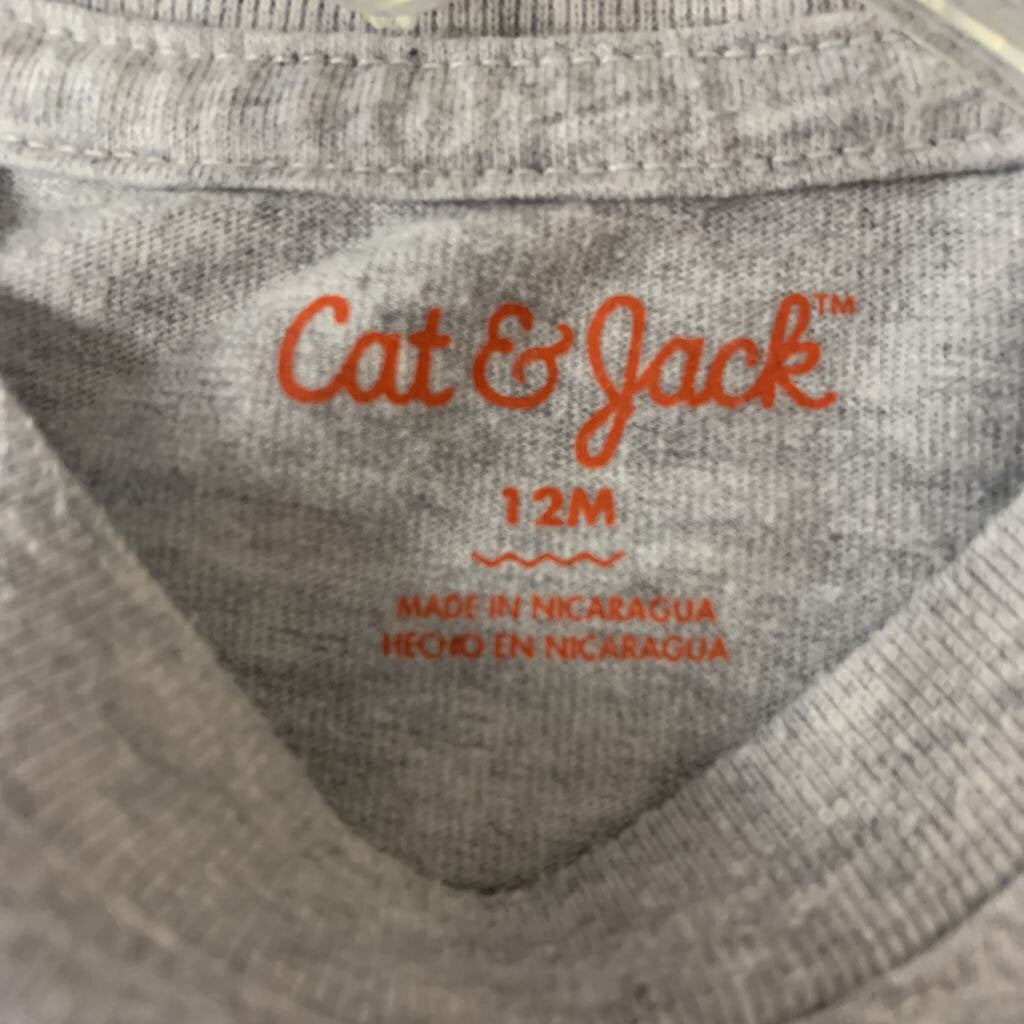 Cat & Jack™
12M
MADE IN NICARAGUA
HECHO EN NICARAGUA